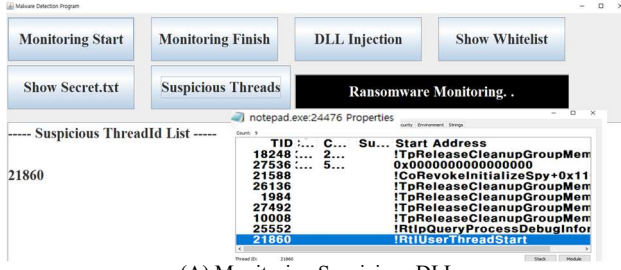 Malware Detection Program
Monitoring Start
Monitoring Finish
DLL Injection
Show Whitelist
Show Secret.txt
Suspicious Threads
Ransomware Monitoring. .
----- Suspicious ThreadId List -----
21860
notepad.exe:24476 Properties
curity Environment Strings
Count: 9
TID :... C... Su... Start Address
18248 :... 2... !TpReleaseCleanupGroupMem
27536 :... 5... 0x0000000000000000
21588 !CoRevokeInitializeSpy+0x11
26136 !TpReleaseCleanupGroupMem
1984 !TpReleaseCleanupGroupMem
27492 !TpReleaseCleanupGroupMem
10008 !TpReleaseCleanupGroupMem
25552 !RtlpQueryProcessDebugInfor
21860 !RtlUserThreadStart
Thread ID: 21860
Stack Module
(A) Monitoring Suspicious DLL